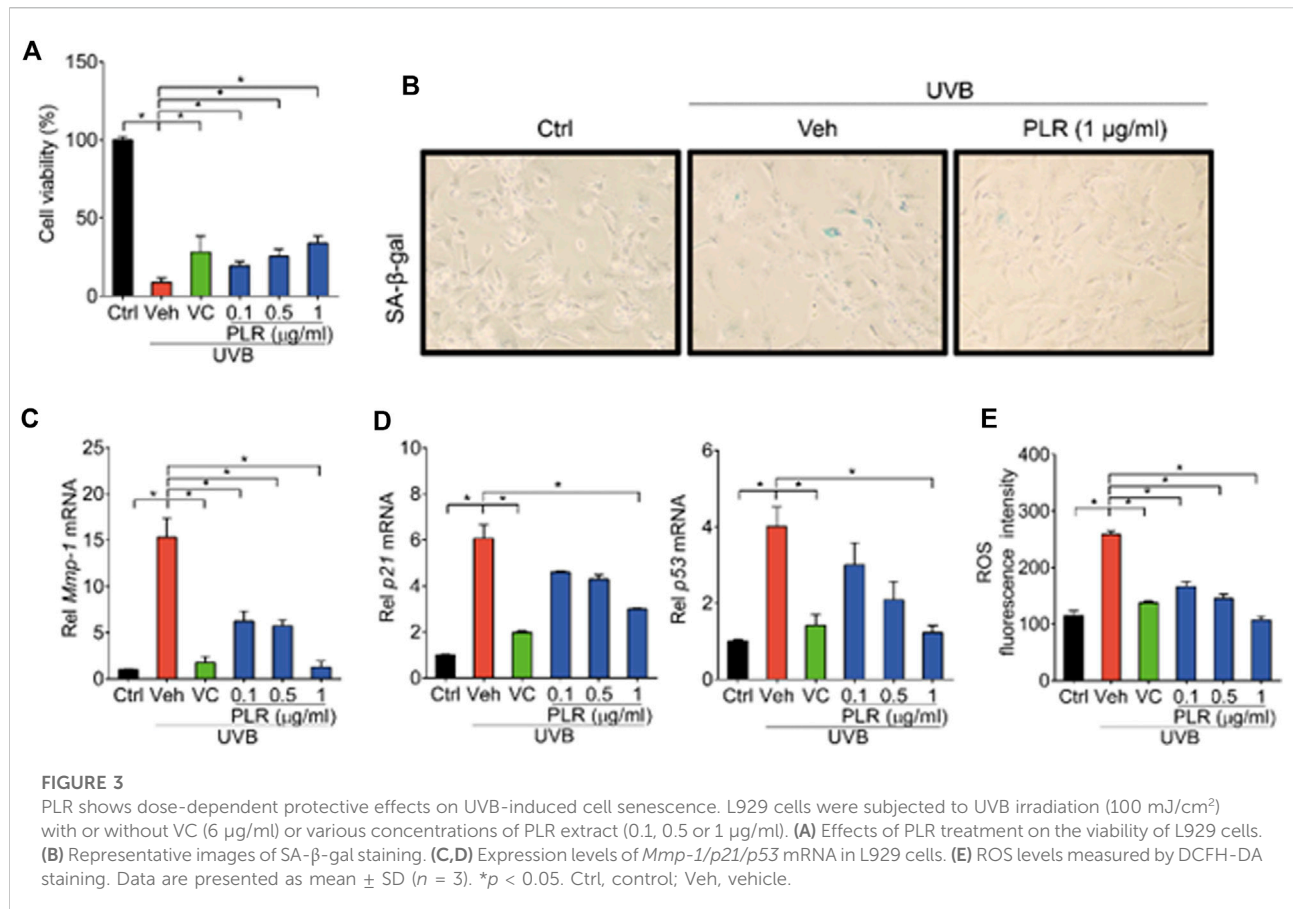 A
Cell viability (%)
150
100
50
0
* * * * *
Ctrl Veh VC 0.1 0.5 1
PLR (µg/ml)
UVB
B
UVB
Ctrl Veh PLR (1 µg/ml)
SA-β-gal
C
Rel Mmp-1 mRNA
25
20
15
10
5
0
* * * * *
Ctrl Veh VC 0.1 0.5 1
PLR (µg/ml)
UVB
D
Rel p21 mRNA
10
8
6
4
2
0
* * *
Ctrl Veh VC 0.1 0.5 1
PLR (µg/ml)
UVB
Rel p53 mRNA
6
4
2
0
* * *
Ctrl Veh VC 0.1 0.5 1
PLR (µg/ml)
UVB
E
ROS
fluorescence intensity
400
300
200
100
0
* * * * *
Ctrl Veh VC 0.1 0.5 1
PLR (µg/ml)
UVB
FIGURE 3
PLR shows dose-dependent protective effects on UVB-induced cell senescence. L929 cells were subjected to UVB irradiation (100 mJ/cm²)
with or without VC (6 µg/ml) or various concentrations of PLR extract (0.1, 0.5 or 1 µg/ml). (A) Effects of PLR treatment on the viability of L929 cells.
(B) Representative images of SA-β-gal staining. (C,D) Expression levels of Mmp-1/p21/p53 mRNA in L929 cells. (E) ROS levels measured by DCFH-DA
staining. Data are presented as mean ± SD (n = 3). *p < 0.05. Ctrl, control; Veh, vehicle.